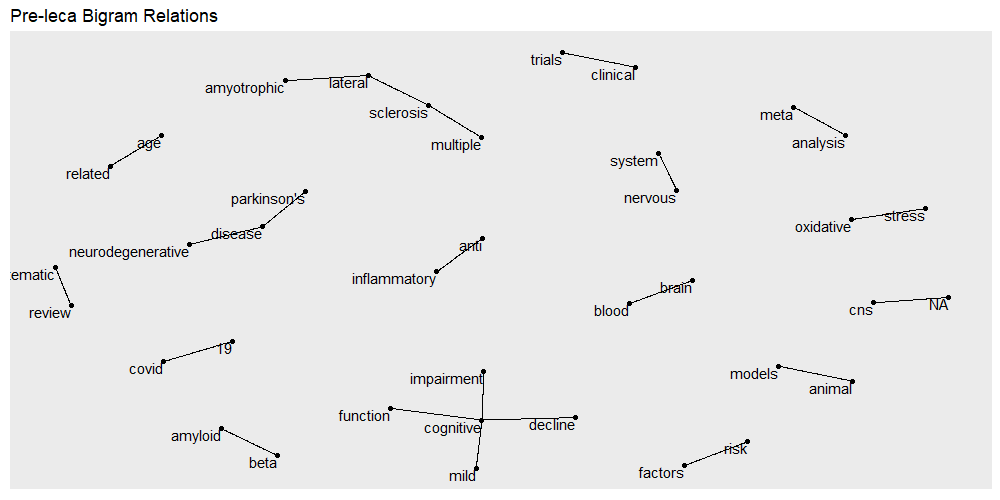 Pre-leca Bigram Relations
trials
clinical
amyotrophic
lateral
sclerosis
multiple
meta
analysis
age
related
system
nervous
parkinson's
disease
neurodegenerative
oxidative
stress
anti
inflammatory
ematic
review
brain
blood
cns
NA
19
covid
impairment
function
cognitive
decline
mild
models
animal
amyloid
beta
risk
factors